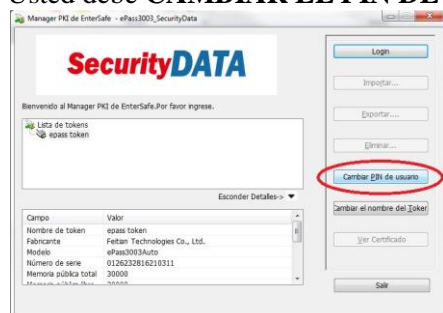 Usted debe CAMBIAR EL PIN DE
Manager PKI de EnterSafe - ePass3003_SecurityData
SecurityDATA
Bienvenido al Manager PKI de EnterSafe.Por favor ingrese.
Lista de tokens
epass token
Esconder Detalles->
Campo Valor
Nombre de token epass token
Fabricante Feitian Technologies Co., Ltd.
Modelo ePass3003Auto
Número de serie 0126232816210311
Memoria pública total 30000
Login
Importar...
Exportar....
Eliminar...
Cambiar PIN de usuario
Cambiar el nombre del Token
Ver Certificado
Salir